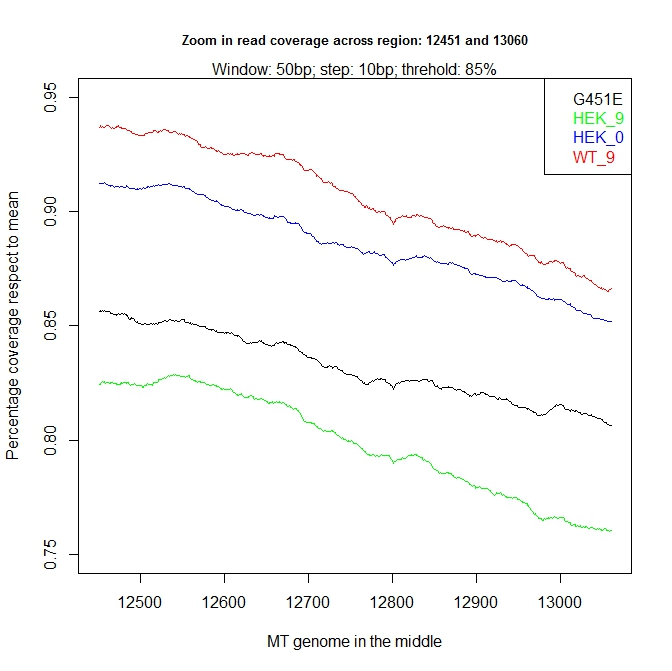 Zoom in read coverage across region: 12451 and 13060
Window: 50bp; step: 10bp; threhold: 85%
G451E
HEK_9
HEK_0
WT_9
Percentage coverage respect to mean
0.95
0.90
0.85
0.80
0.75
12500 12600 12700 12800 12900 13000
MT genome in the middle